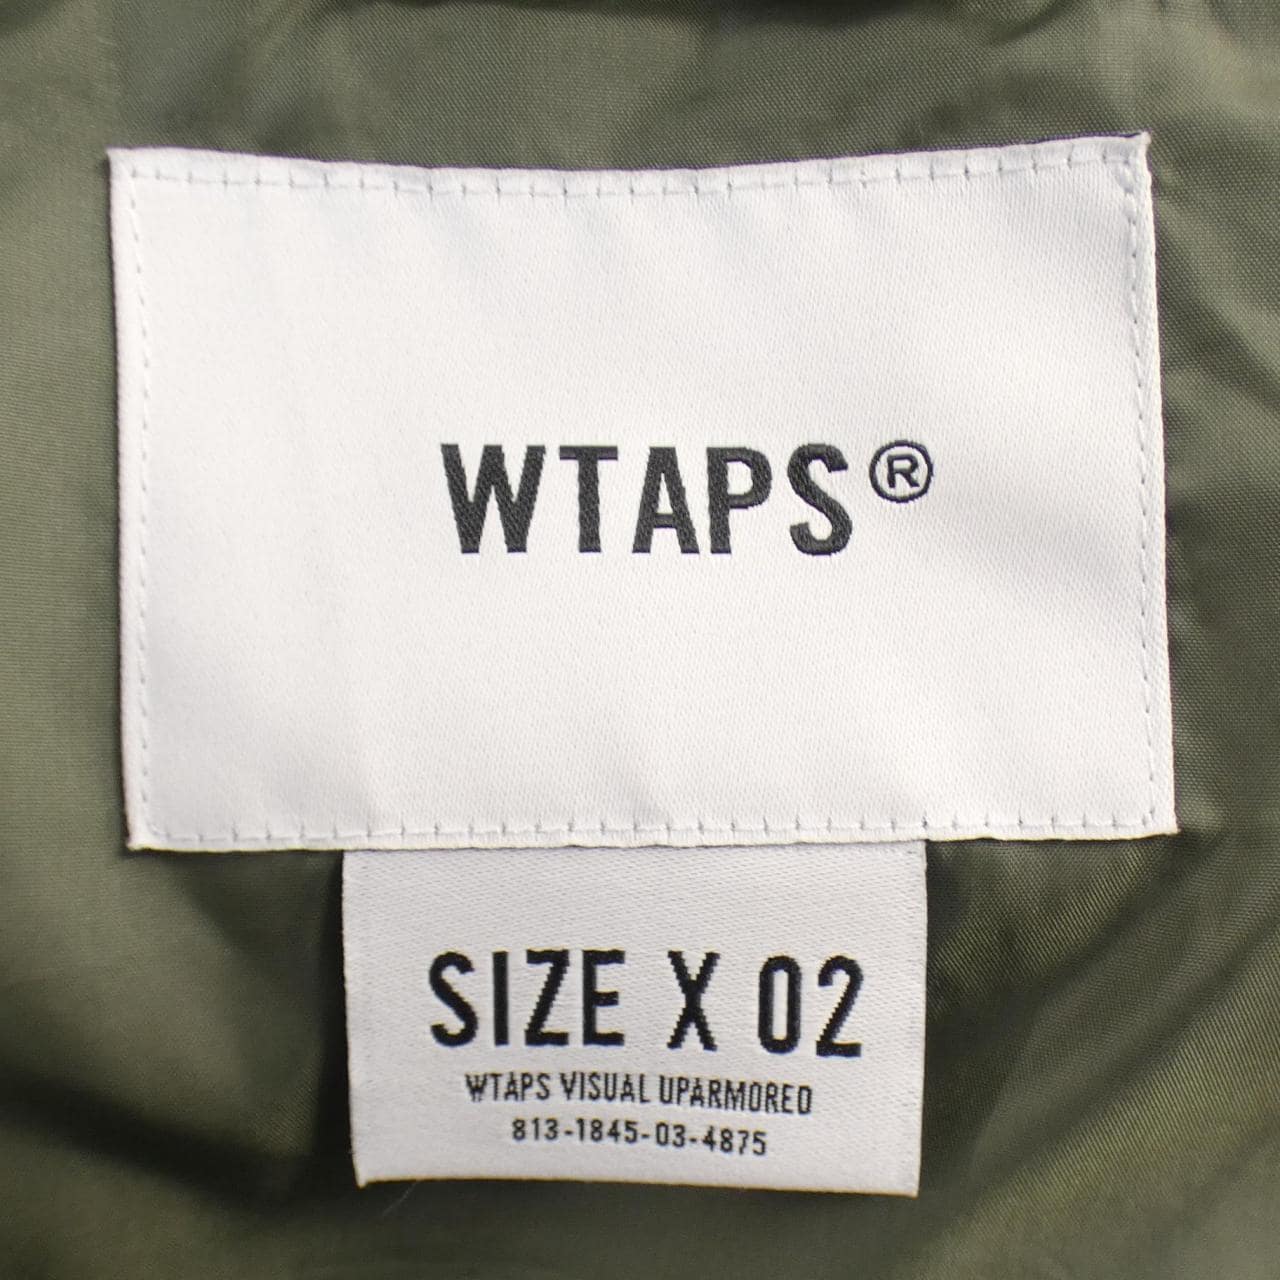 WTAPS®
SIZE X 02
WTAPS VISUAL UPARMORED
813-1845-03-4875